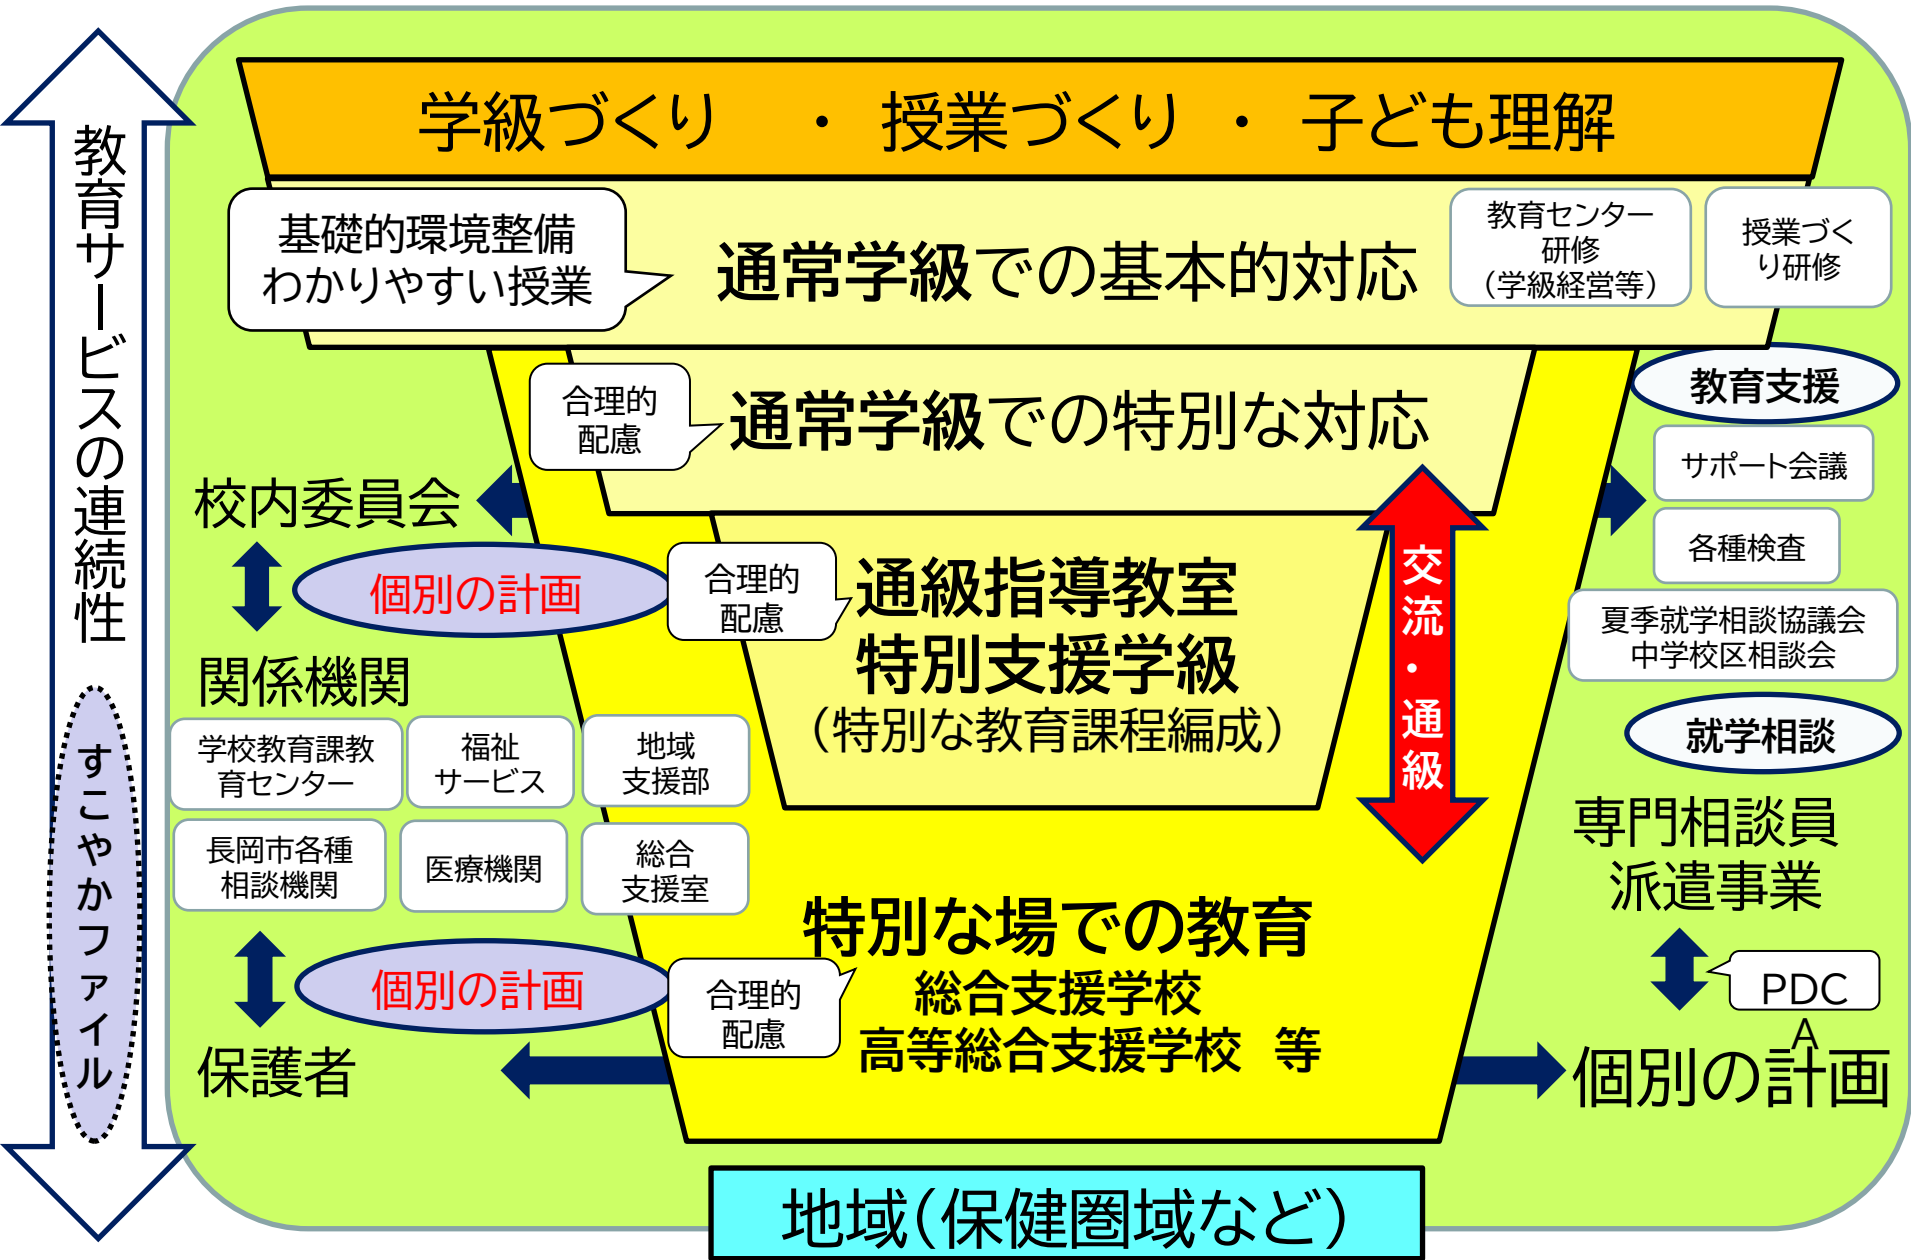 学級づくり ・ 授業づくり ・ 子ども理解
基礎的環境整備
わかりやすい授業
通常学級での基本的対応
教育センター
研修
（学級経営等）
授業づく
り研修
合理的
配慮
通常学級での特別な対応
教育支援
サポート会議
各種検査
夏季就学相談協議会
中学校区相談会
就学相談
専門相談員
派遣事業
PDC
A
個別の計画
校内委員会
個別の計画
関係機関
学校教育課教
育センター
福祉
サービス
地域
支援部
長岡市各種
相談機関
医療機関
総合
支援室
個別の計画
保護者
合理的
配慮
通級指導教室
特別支援学級
（特別な教育課程編成）
交流・通級
合理的
配慮
特別な場での教育
総合支援学校
高等総合支援学校 等
地域（保健圏域など）
教育サービスの連続性
すこやかファイル